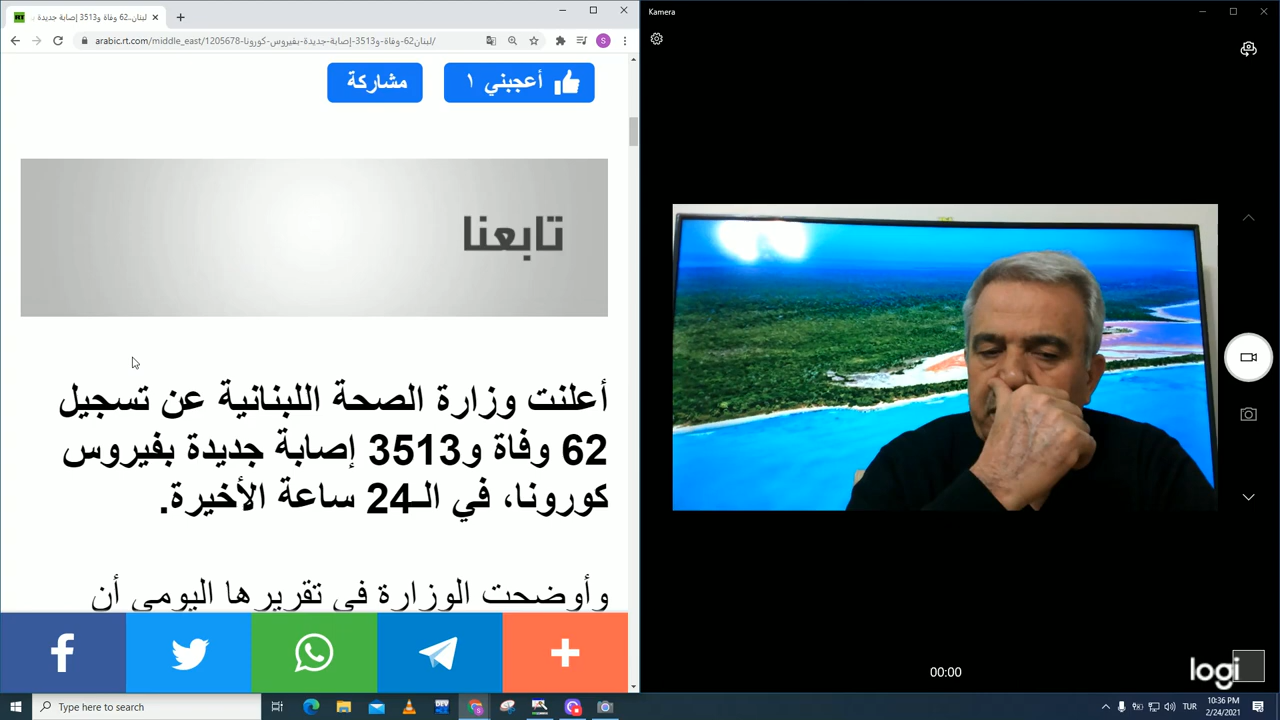 لبنان..62 وفاة و3513 إصابة جديدة
arabic.rt.com/middle_east/1205678-لبنان62-وفاة-و3513-إصابة-جديدة-بفيروس-كورونا/
أعجبني ١
مشاركة
تابعنا
أعلنت وزارة الصحة اللبنانية عن تسجيل
62 وفاة و3513 إصابة جديدة بفيروس
كورونا، في الـ24 ساعة الأخيرة.
وأوضحت الوزارة في تقريرها اليومي أن
Type here to search
Kamera
00:00
logi
TUR
10:36 PM
2/24/2021